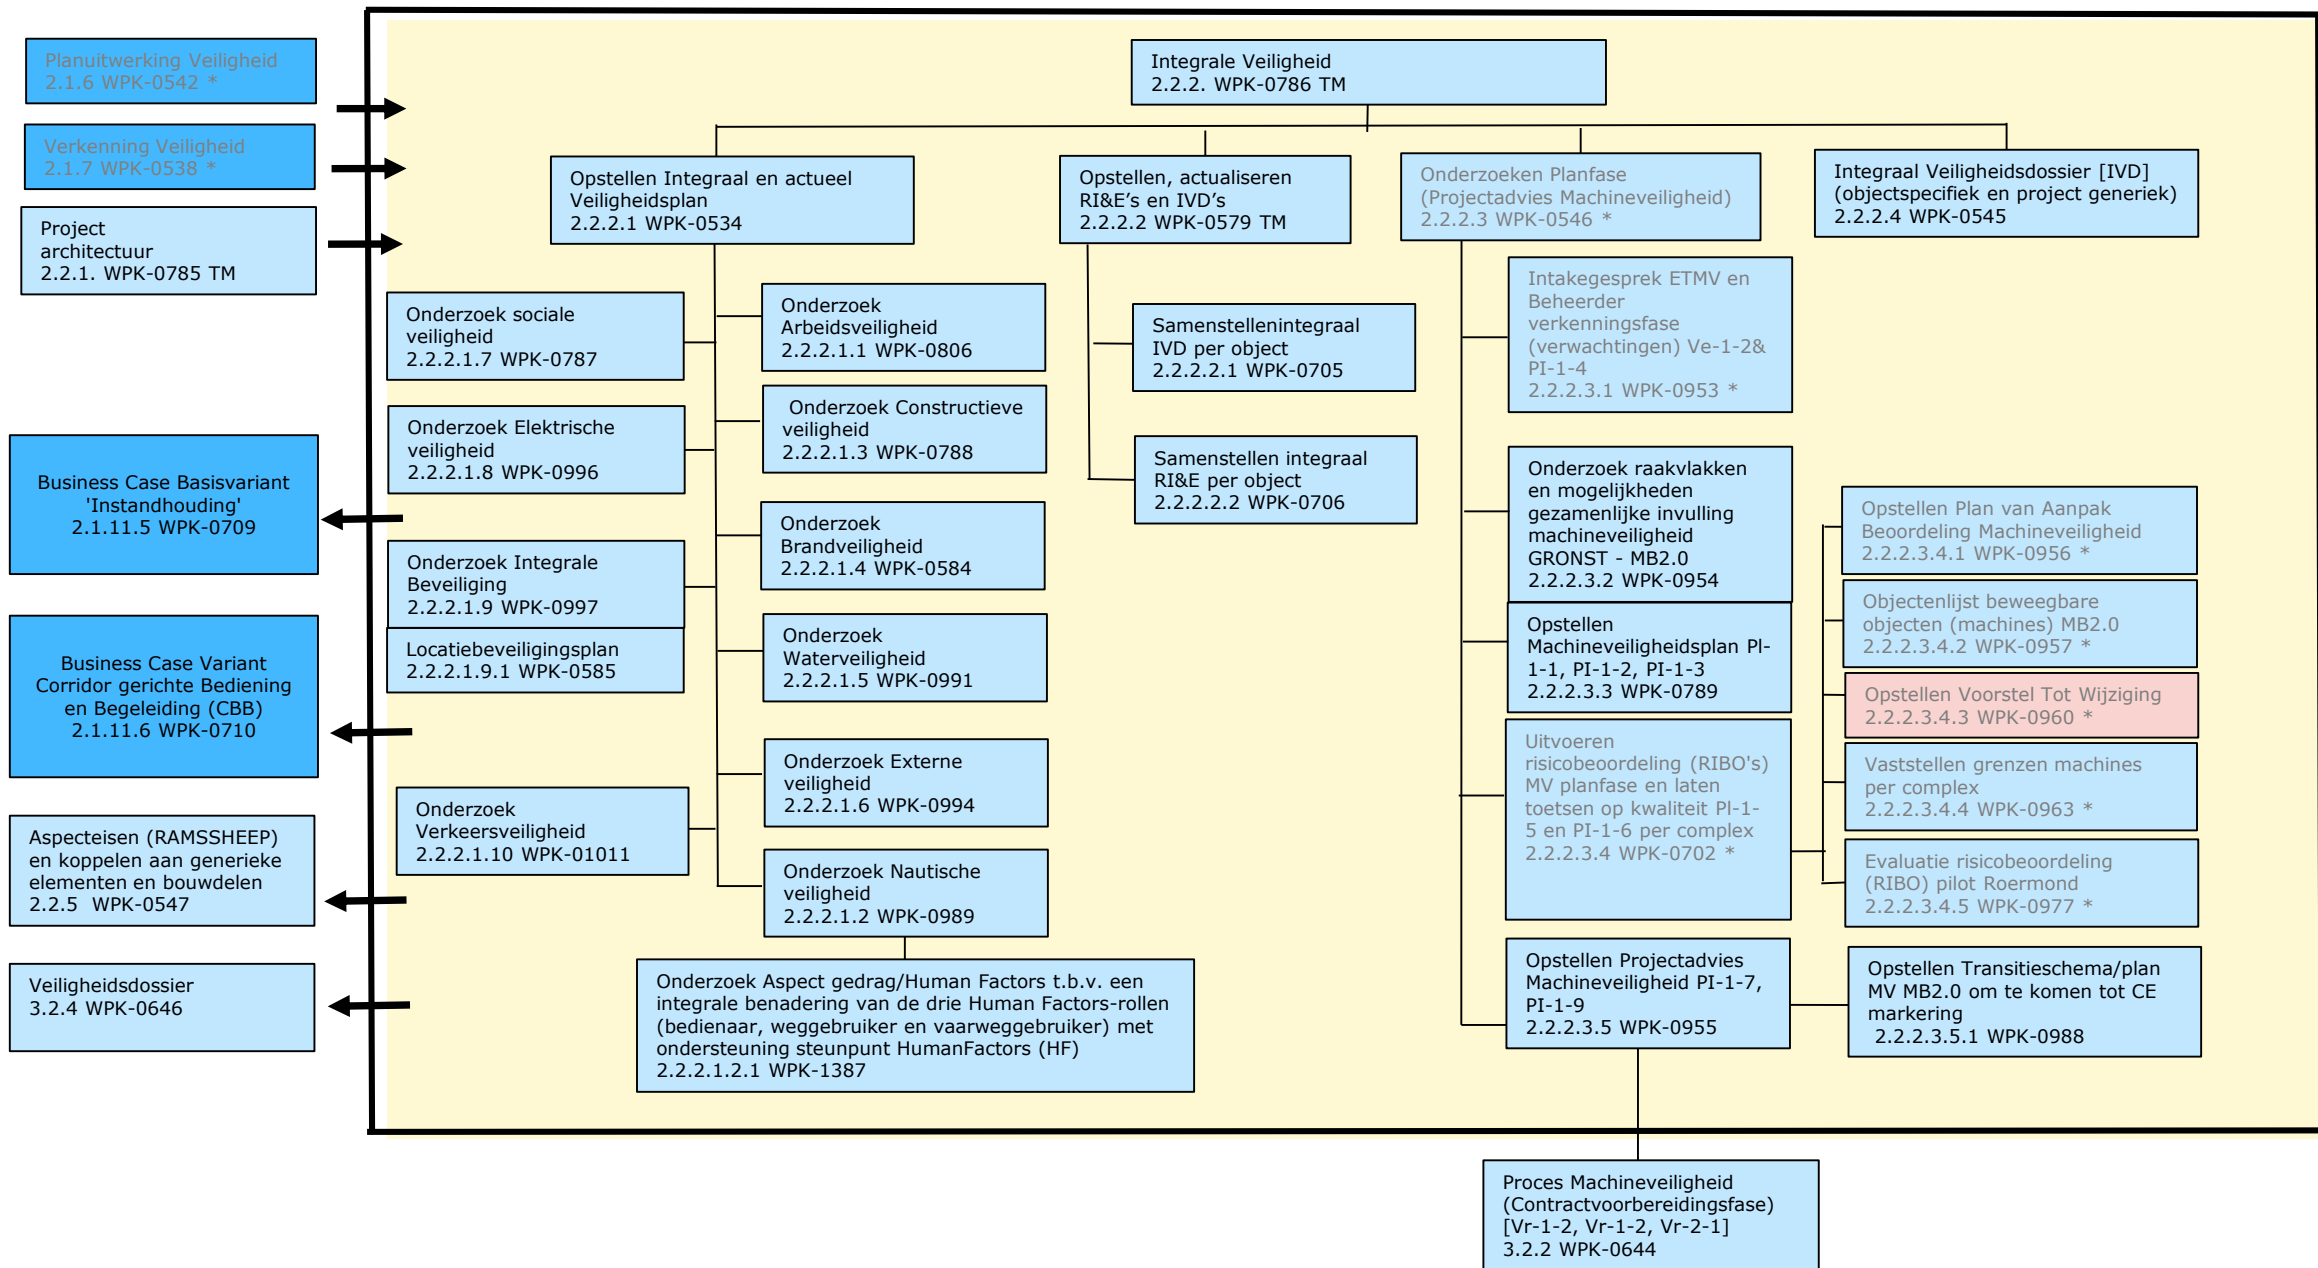 Planuitwerking Veiligheid
2.1.6 WPK-0542 *
Verkenning Veiligheid
2.1.7 WPK-0538 *
Project
architectuur
2.2.1. WPK-0785 TM
Business Case Basisvariant
'Instandhouding'
2.1.11.5 WPK-0709
Business Case Variant
Corridor gerichte Bediening
en Begeleiding (CBB)
2.1.11.6 WPK-0710
Aspecteisen (RAMSSHEEP)
en koppelen aan generieke
elementen en bouwdelen
2.2.5 WPK-0547
Veiligheidsdossier
3.2.4 WPK-0646
Integrale Veiligheid
2.2.2. WPK-0786 TM
Opstellen Integraal en actueel
Veiligheidsplan
2.2.2.1 WPK-0534
Onderzoek sociale
veiligheid
2.2.2.1.7 WPK-0787
Onderzoek Elektrische
veiligheid
2.2.2.1.8 WPK-0996
Onderzoek Integrale
Beveiliging
2.2.2.1.9 WPK-0997
Locatiebeveiligingsplan
2.2.2.1.9.1 WPK-0585
Onderzoek
Verkeersveiligheid
2.2.2.1.10 WPK-01011
Onderzoek
Arbeidsveiligheid
2.2.2.1.1 WPK-0806
Onderzoek Constructieve
veiligheid
2.2.2.1.3 WPK-0788
Onderzoek
Brandveiligheid
2.2.2.1.4 WPK-0584
Onderzoek
Waterveiligheid
2.2.2.1.5 WPK-0991
Onderzoek Externe
veiligheid
2.2.2.1.6 WPK-0994
Onderzoek Nautische
veiligheid
2.2.2.1.2 WPK-0989
Onderzoek Aspect gedrag/Human Factors t.b.v. een
integrale benadering van de drie Human Factors-rollen
(bedienaar, weggebruiker en vaarweggebruiker) met
ondersteuning steunpunt HumanFactors (HF)
2.2.2.1.2.1 WPK-1387
Opstellen, actualiseren
RI&E’s en IVD’s
2.2.2.2 WPK-0579 TM
Samenstellenintegraal
IVD per object
2.2.2.2.1 WPK-0705
Samenstellen integraal
RI&E per object
2.2.2.2.2 WPK-0706
Onderzoeken Planfase
(Projectadvies Machineveiligheid)
2.2.2.3 WPK-0546 *
Intakegesprek ETMV en
Beheerder
verkenningsfase
(verwachtingen) Ve-1-2&
PI-1-4
2.2.2.3.1 WPK-0953 *
Onderzoek raakvlakken
en mogelijkheden
gezamenlijke invulling
machineveiligheid
GRONST - MB2.0
2.2.2.3.2 WPK-0954
Opstellen
Machineveiligheidsplan Pl-
1-1, PI-1-2, PI-1-3
2.2.2.3.3 WPK-0789
Uitvoeren
risicobeoordeling (RIBO's)
MV planfase en laten
toetsen op kwaliteit Pl-1-
5 en PI-1-6 per complex
2.2.2.3.4 WPK-0702 *
Opstellen Projectadvies
Machineveiligheid PI-1-7,
PI-1-9
2.2.2.3.5 WPK-0955
Integraal Veiligheidsdossier [IVD]
(objectspecifiek en project generiek)
2.2.2.4 WPK-0545
Opstellen Plan van Aanpak
Beoordeling Machineveiligheid
2.2.2.3.4.1 WPK-0956 *
Objectenlijst beweegbare
objecten (machines) MB2.0
2.2.2.3.4.2 WPK-0957 *
Opstellen Voorstel Tot Wijziging
2.2.2.3.4.3 WPK-0960 *
Vaststellen grenzen machines
per complex
2.2.2.3.4.4 WPK-0963 *
Evaluatie risicobeoordeling
(RIBO) pilot Roermond
2.2.2.3.4.5 WPK-0977 *
Opstellen Transitieschema/plan
MV MB2.0 om te komen tot CE
markering
2.2.2.3.5.1 WPK-0988
Proces Machineveiligheid
(Contractvoorbereidingsfase)
[Vr-1-2, Vr-1-2, Vr-2-1]
3.2.2 WPK-0644